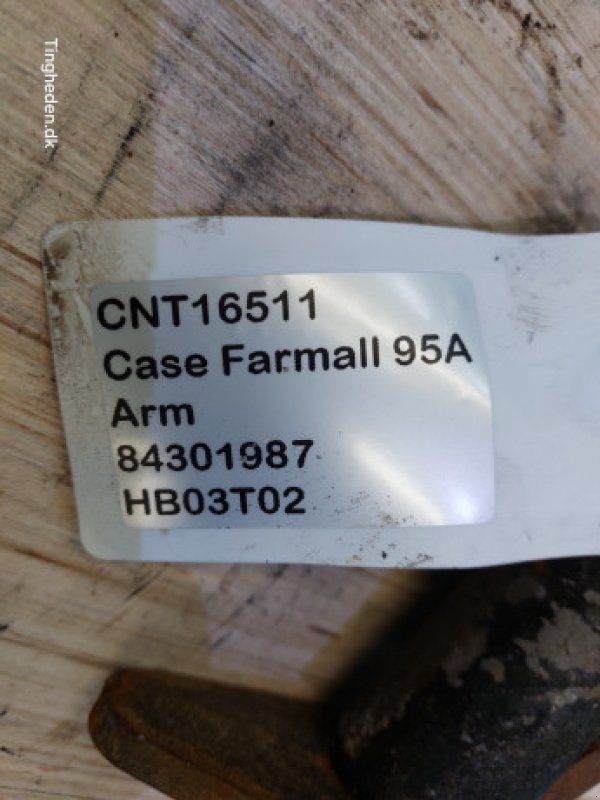 Tingheden.dk
CNT16511
Case Farmall 95A
Arm
84301987
HB03T02